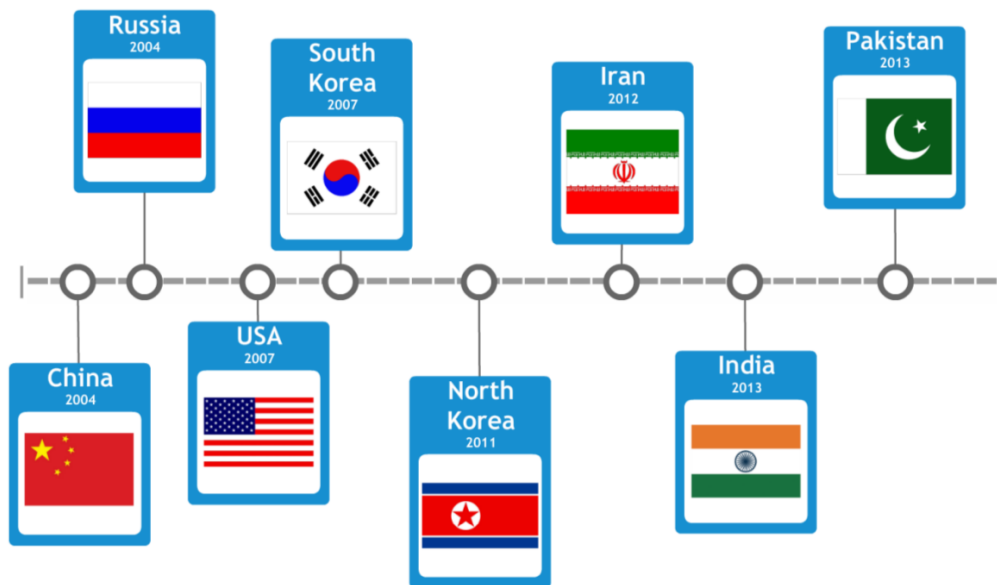 Russia
2004
South
Korea
2007
Iran
2012
Pakistan
2013
China
2004
USA
2007
North
Korea
2011
India
2013